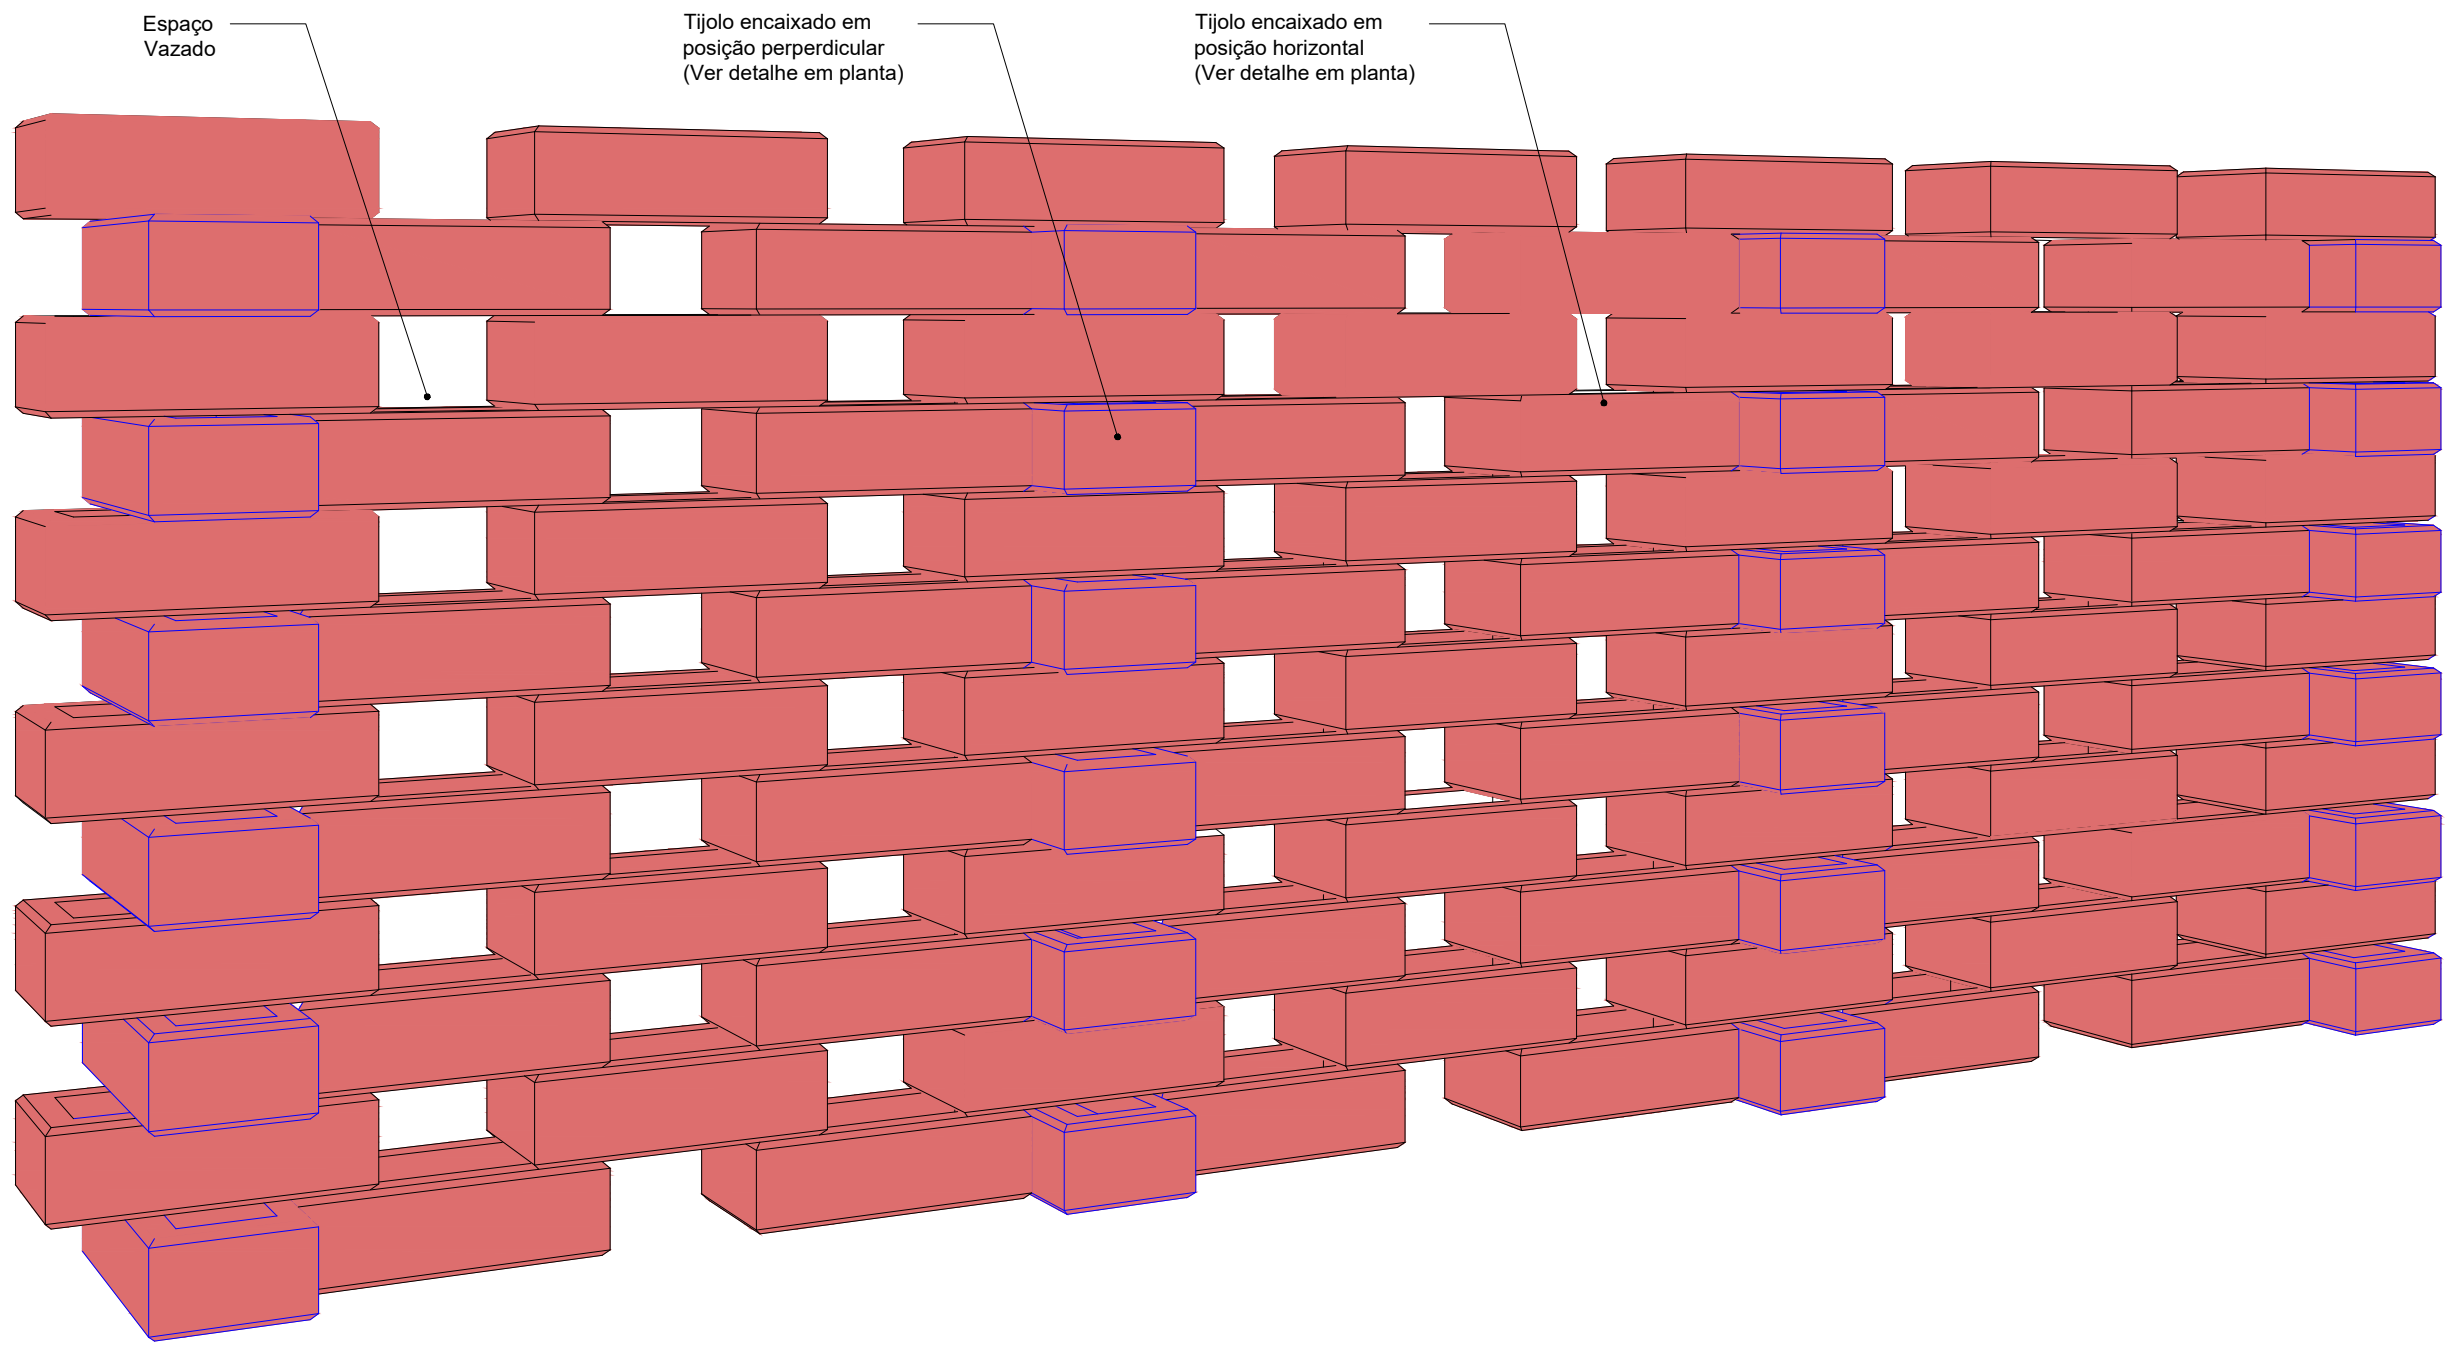 Espaço
Vazado
Tijolo encaixado em
posição perperdicular
(Ver detalhe em planta)
Tijolo encaixado em
posição horizontal
(Ver detalhe em planta)